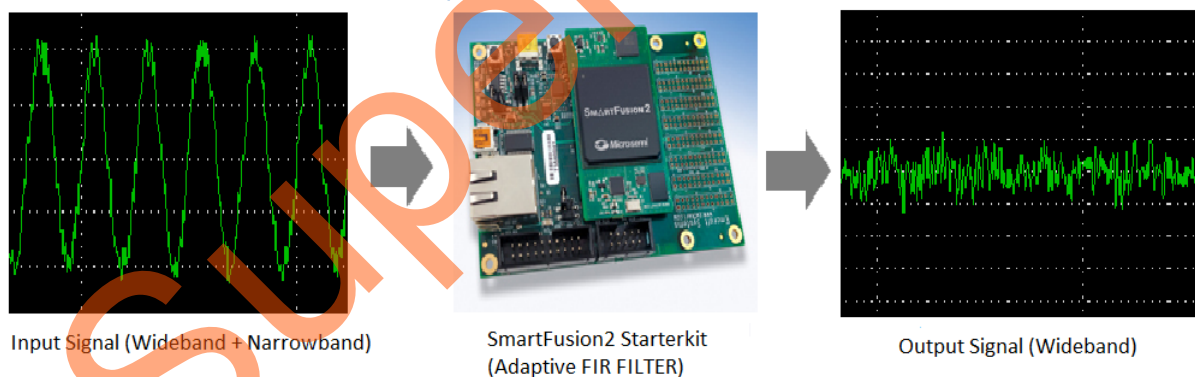 Super
SMARTFUSION2
Microsemi
Input Signal (Wideband + Narrowband)
SmartFusion2 Starterkit
(Adaptive FIR FILTER)
Output Signal (Wideband)